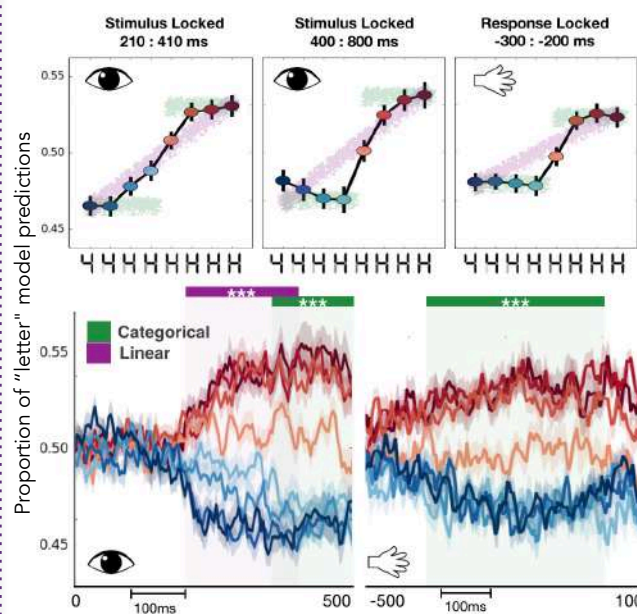 Stimulus Locked
210 : 410 ms
Stimulus Locked
400 : 800 ms
Response Locked
-300 : -200 ms
Proportion of "letter" model predictions
0.55
0.50
0.45
***
***
***
Categorical
Linear
0.55
0.50
0.45
0
100ms
500
-500
100ms
100